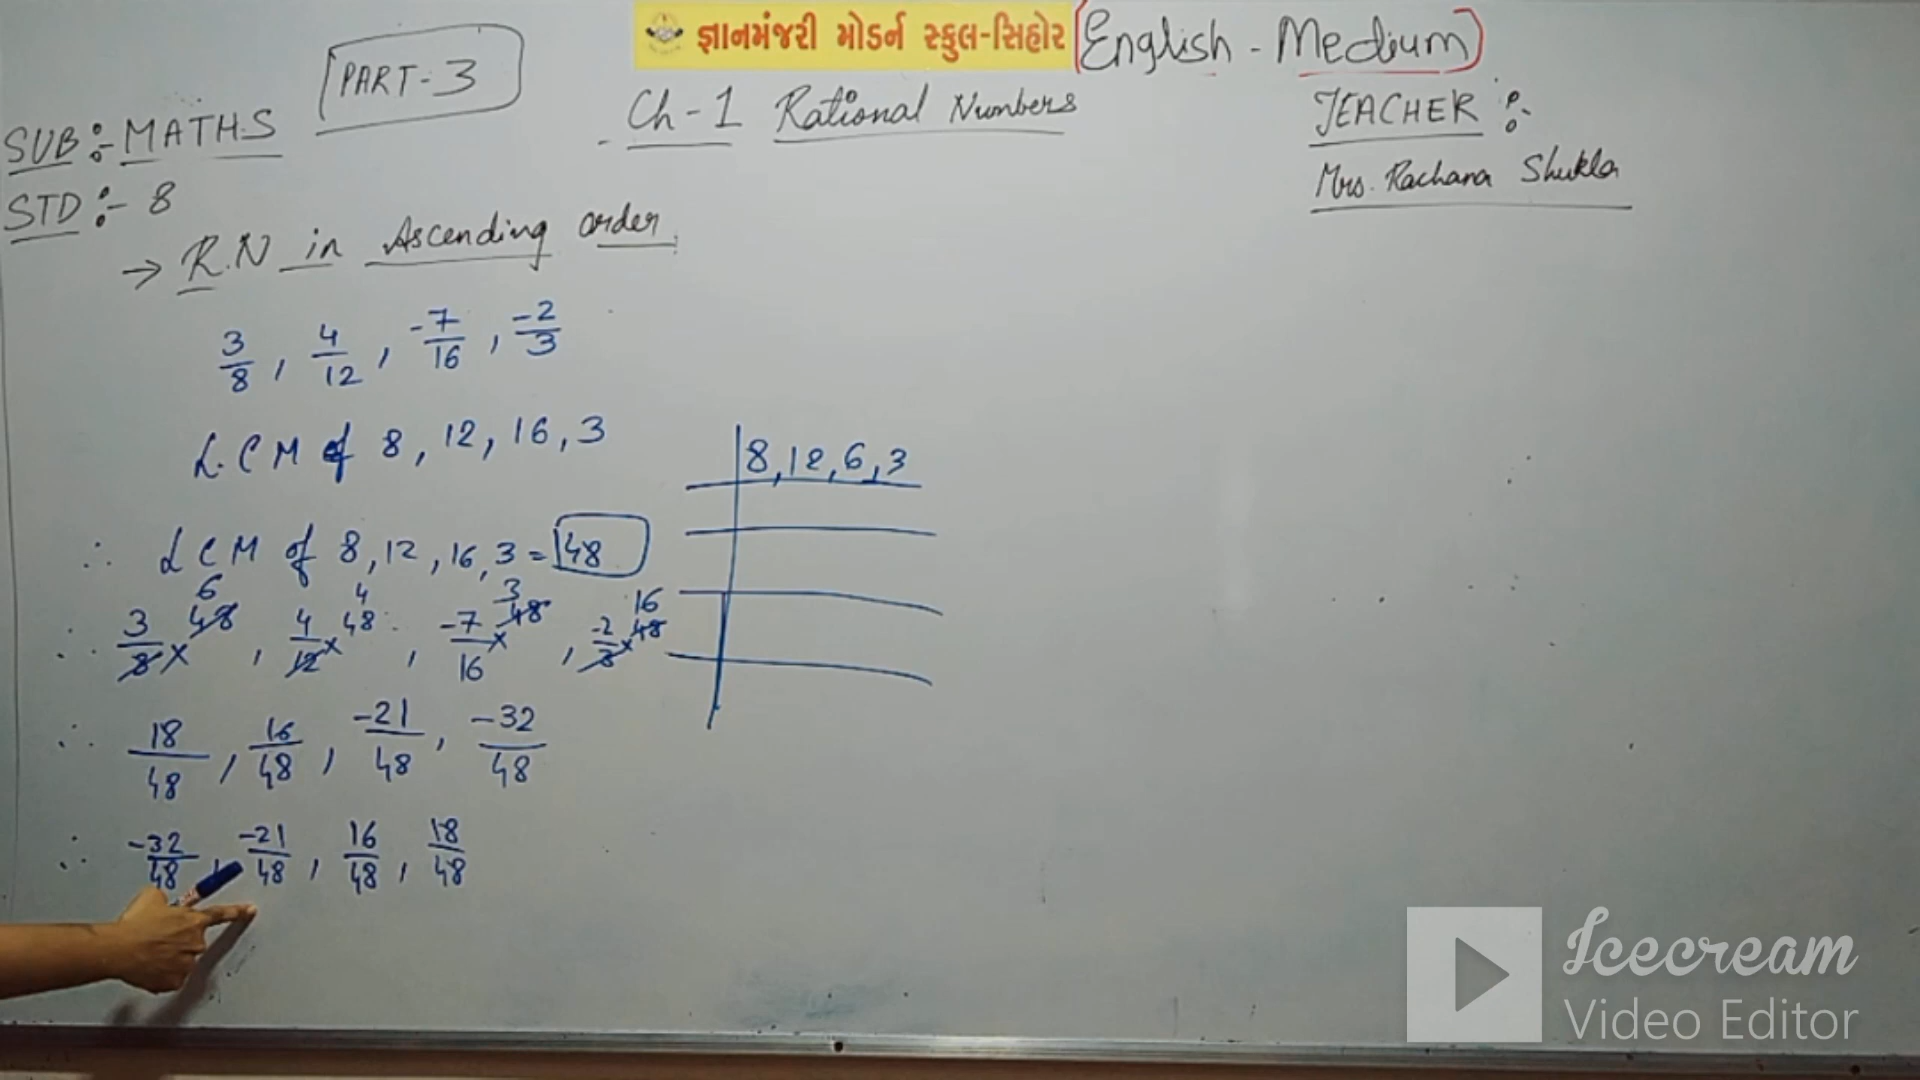 જ્ઞાનમંજરી મોડર્ન સ્કુલ-સિહોર (English - Medium)
PART-3
Ch-1 Rational Numbers
TEACHER :-
Mrs. Rachana Shukla
SUB :- MATHS
STD :- 8
→ R.N in Ascending order
3/8, 4/12, -7/16, -2/3
L.CM of 8, 12, 16, 3
8, 12, 6, 3
∴ LCM of 8, 12, 16, 3 = 48
6 4 3 16
∴ 3/8 × 48, 4/12 × 48, -7/16 × 48, -2/3 × 48
∴ 18/48, 16/48, -21/48, -32/48
∴ -32/48, -21/48, 16/48, 18/48
Icecream
Video Editor